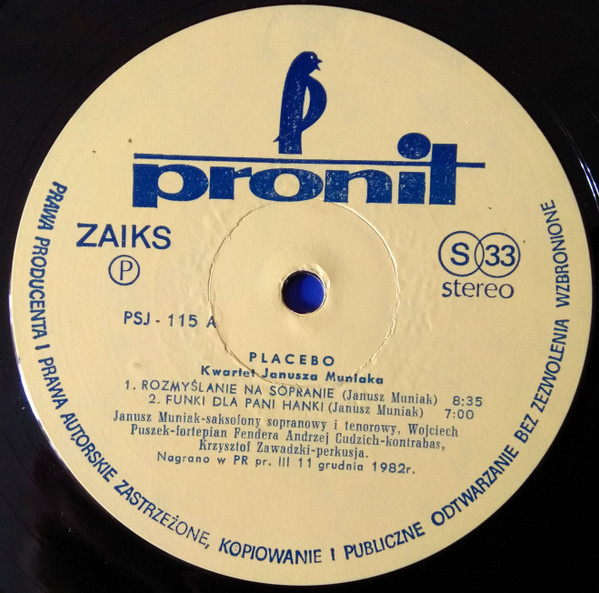 pronit
ZAIKS
P
S 33
stereo
PSJ - 115 A
PLACEBO
Kwartet Janusza Muniaka
1. ROZMYŚLANIE NA SOPRANIE (Janusz Muniak) 8:35
2. FUNKI DLA PANI HANKI (Janusz Muniak) 7:00
Janusz Muniak-saksofony sopranowy i tenorowy, Wojciech
Puszek-fortepian Fendera Andrzej Cudzich-kontrabas,
Krzysztof Zawadzki-perkusja.
Nagrano w PR pr. III 11 grudnia 1982r.
PRAWA PRODUCENTA I PRAWA AUTORSKIE ZASTRZEŻONE, KOPIOWANIE I PUBLICZNE ODTWARZANIE BEZ ZEZWOLENIA WZBRONIONE